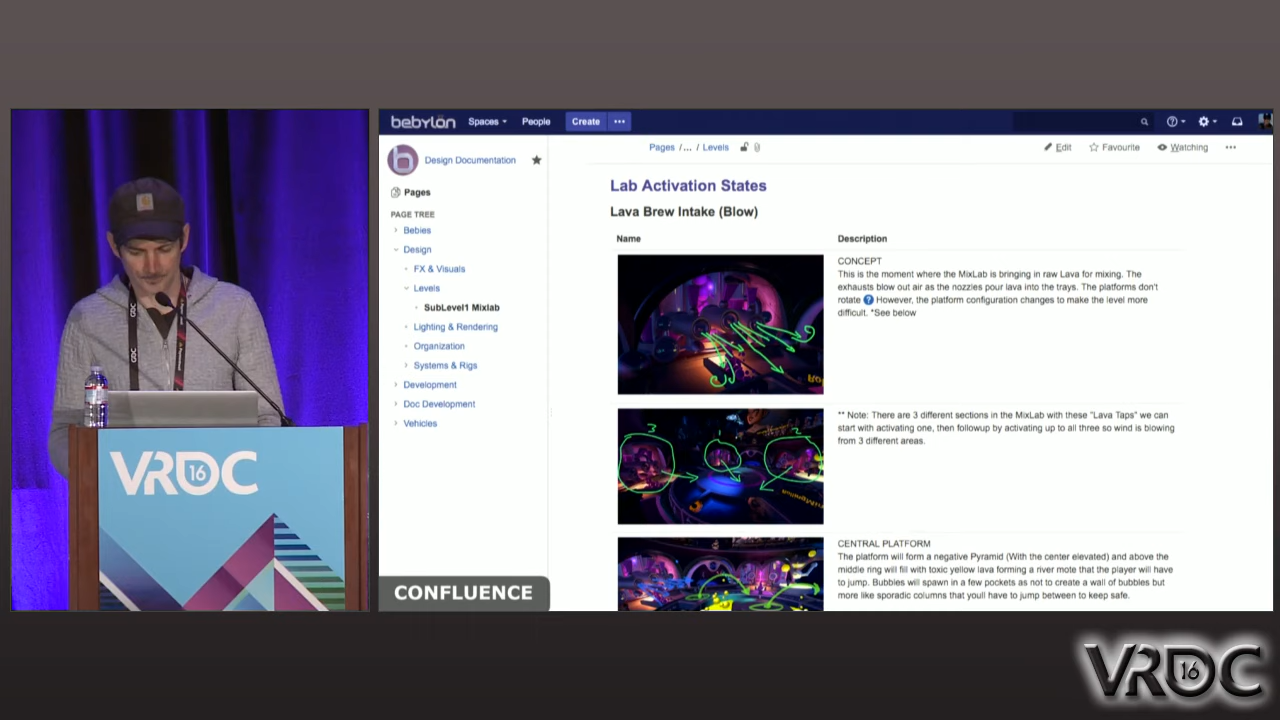 bebylon Spaces People Create ...
Design Documentation
Pages
PAGE TREE
Bebies
Design
FX & Visuals
Levels
SubLevel1 Mixlab
Lighting & Rendering
Organization
Systems & Rigs
Development
Doc Development
Vehicles
CONFLUENCE
Pages /... / Levels
Edit Favourite Watching ...
Lab Activation States
Lava Brew Intake (Blow)
Name Description
CONCEPT
This is the moment where the MixLab is bringing in raw Lava for mixing. The
exhausts blow out air as the nozzles pour lava into the trays. The platforms don't
rotate ? However, the platform configuration changes to make the level more
difficult. *See below
3 1 2
** Note: There are 3 different sections in the MixLab with these "Lava Taps" we can
start with activating one, then followup by activating up to all three so wind is blowing
from 3 different areas.
CENTRAL PLATFORM
The platform will form a negative Pyramid (With the center elevated) and above the
middle ring will fill with toxic yellow lava forming a river mote that the player will have
to jump. Bubbles will spawn in a few pockets as not to create a wall of bubbles but
more like sporadic columns that youll have to jump between to keep safe.
GDC
GDC
VRDC 16
VRDC 16